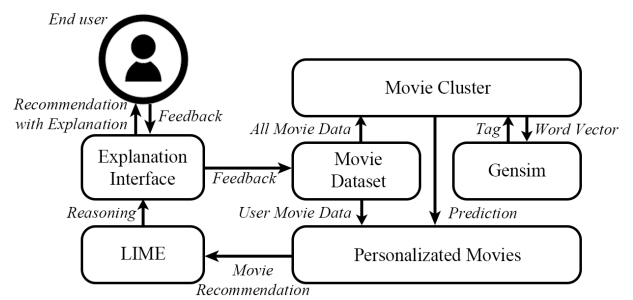 End user
Recommendation
with Explanation
Feedback
Movie Cluster
All Movie Data
Tag
Word Vector
Explanation
Interface
Feedback
Movie
Dataset
Gensim
Reasoning
User Movie Data
Prediction
LIME
Movie
Recommendation
Personalizated Movies